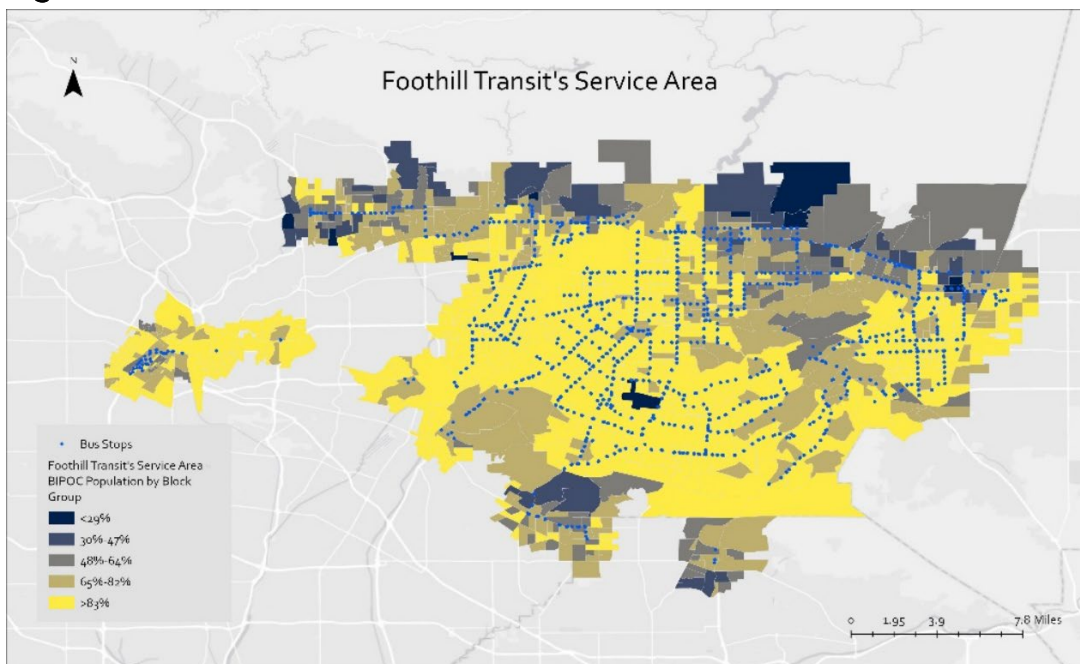 N
Foothill Transit's Service Area
Bus Stops
Foothill Transit's Service Area
BIPOC Population by Block
Group
<29%
30%-47%
48%-64%
65%-82%
>83%
0 1.95 3.9 7.8 Miles